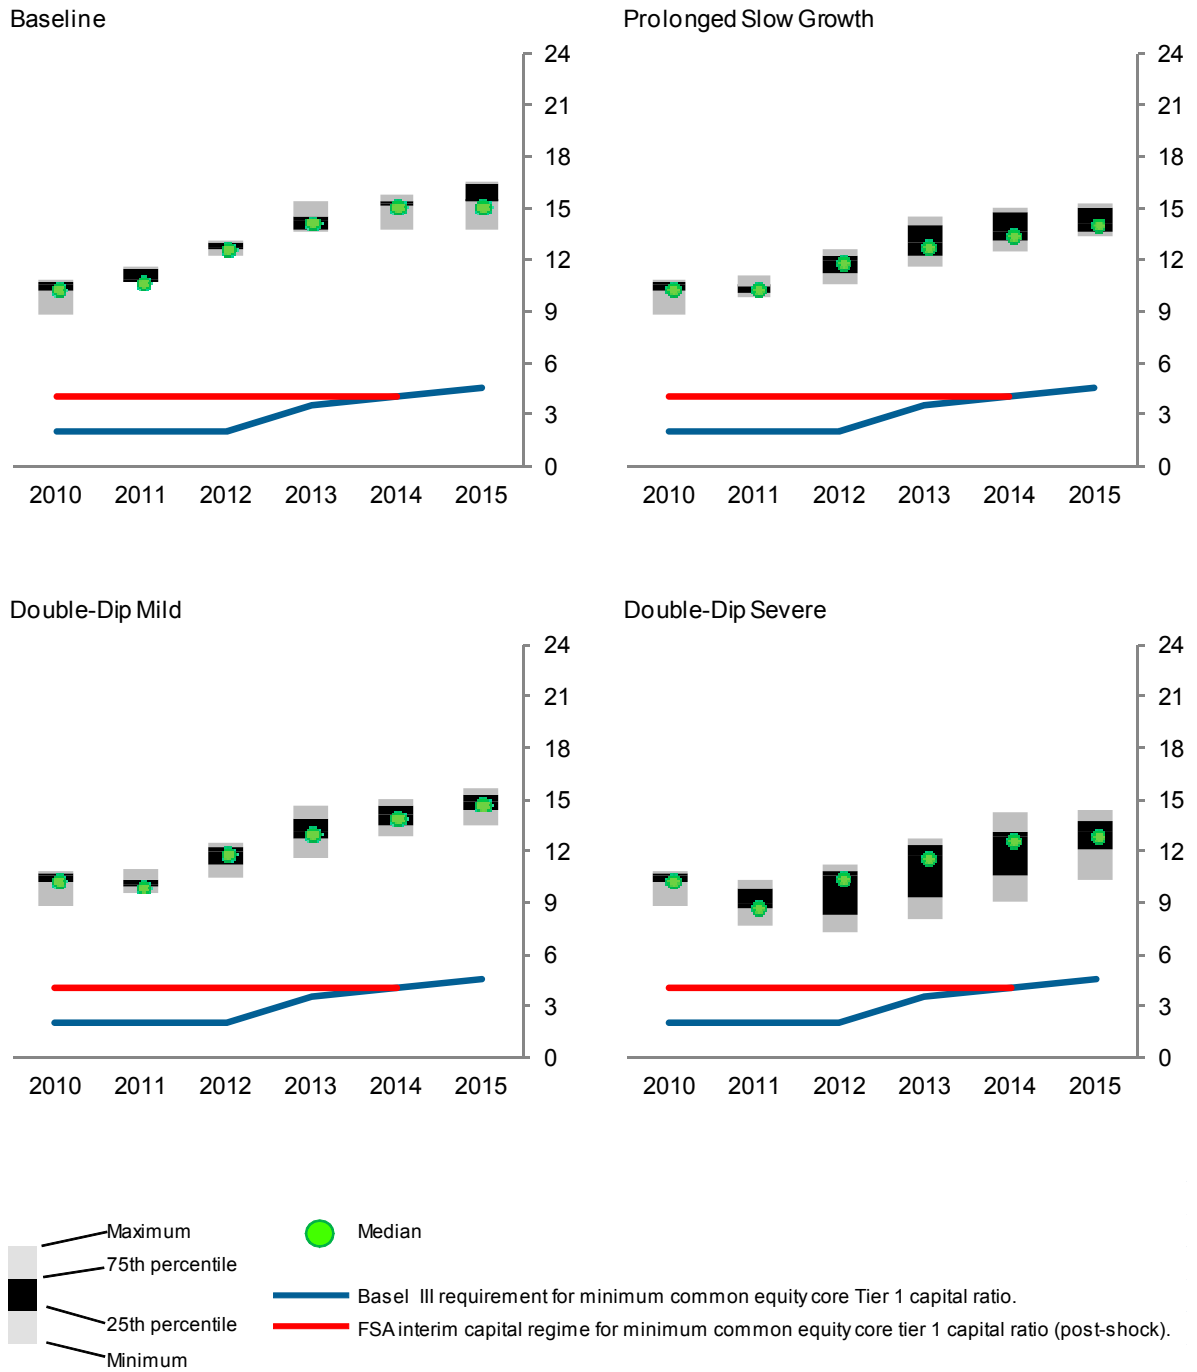 Baseline
24
21
18
15
12
9
6
3
0
2010 2011 2012 2013 2014 2015
Prolonged Slow Growth
24
21
18
15
12
9
6
3
0
2010 2011 2012 2013 2014 2015
Double-Dip Mild
24
21
18
15
12
9
6
3
0
2010 2011 2012 2013 2014 2015
Double-Dip Severe
24
21
18
15
12
9
6
3
0
2010 2011 2012 2013 2014 2015
Maximum
75th percentile
25th percentile
Minimum
Median
Basel III requirement for minimum common equity core Tier 1 capital ratio.
FSA interim capital regime for minimum common equity core tier 1 capital ratio (post-shock).